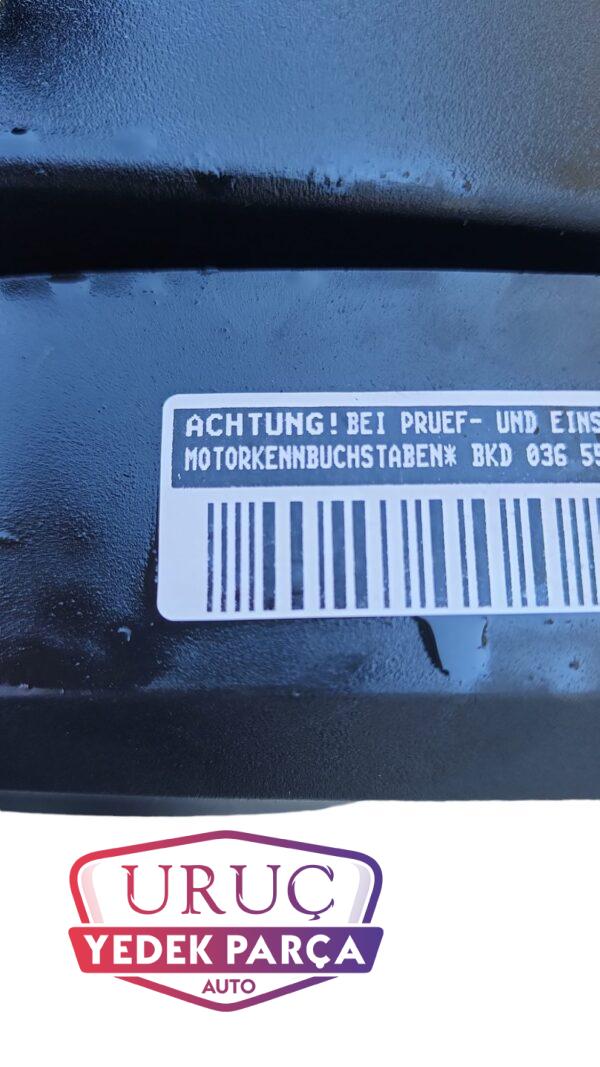 ACHTUNG! BEI PRUEF- UND EINS
MOTORKENNBUCHSTABEN* BKD 036 55
URUÇ
YEDEK PARÇA
AUTO